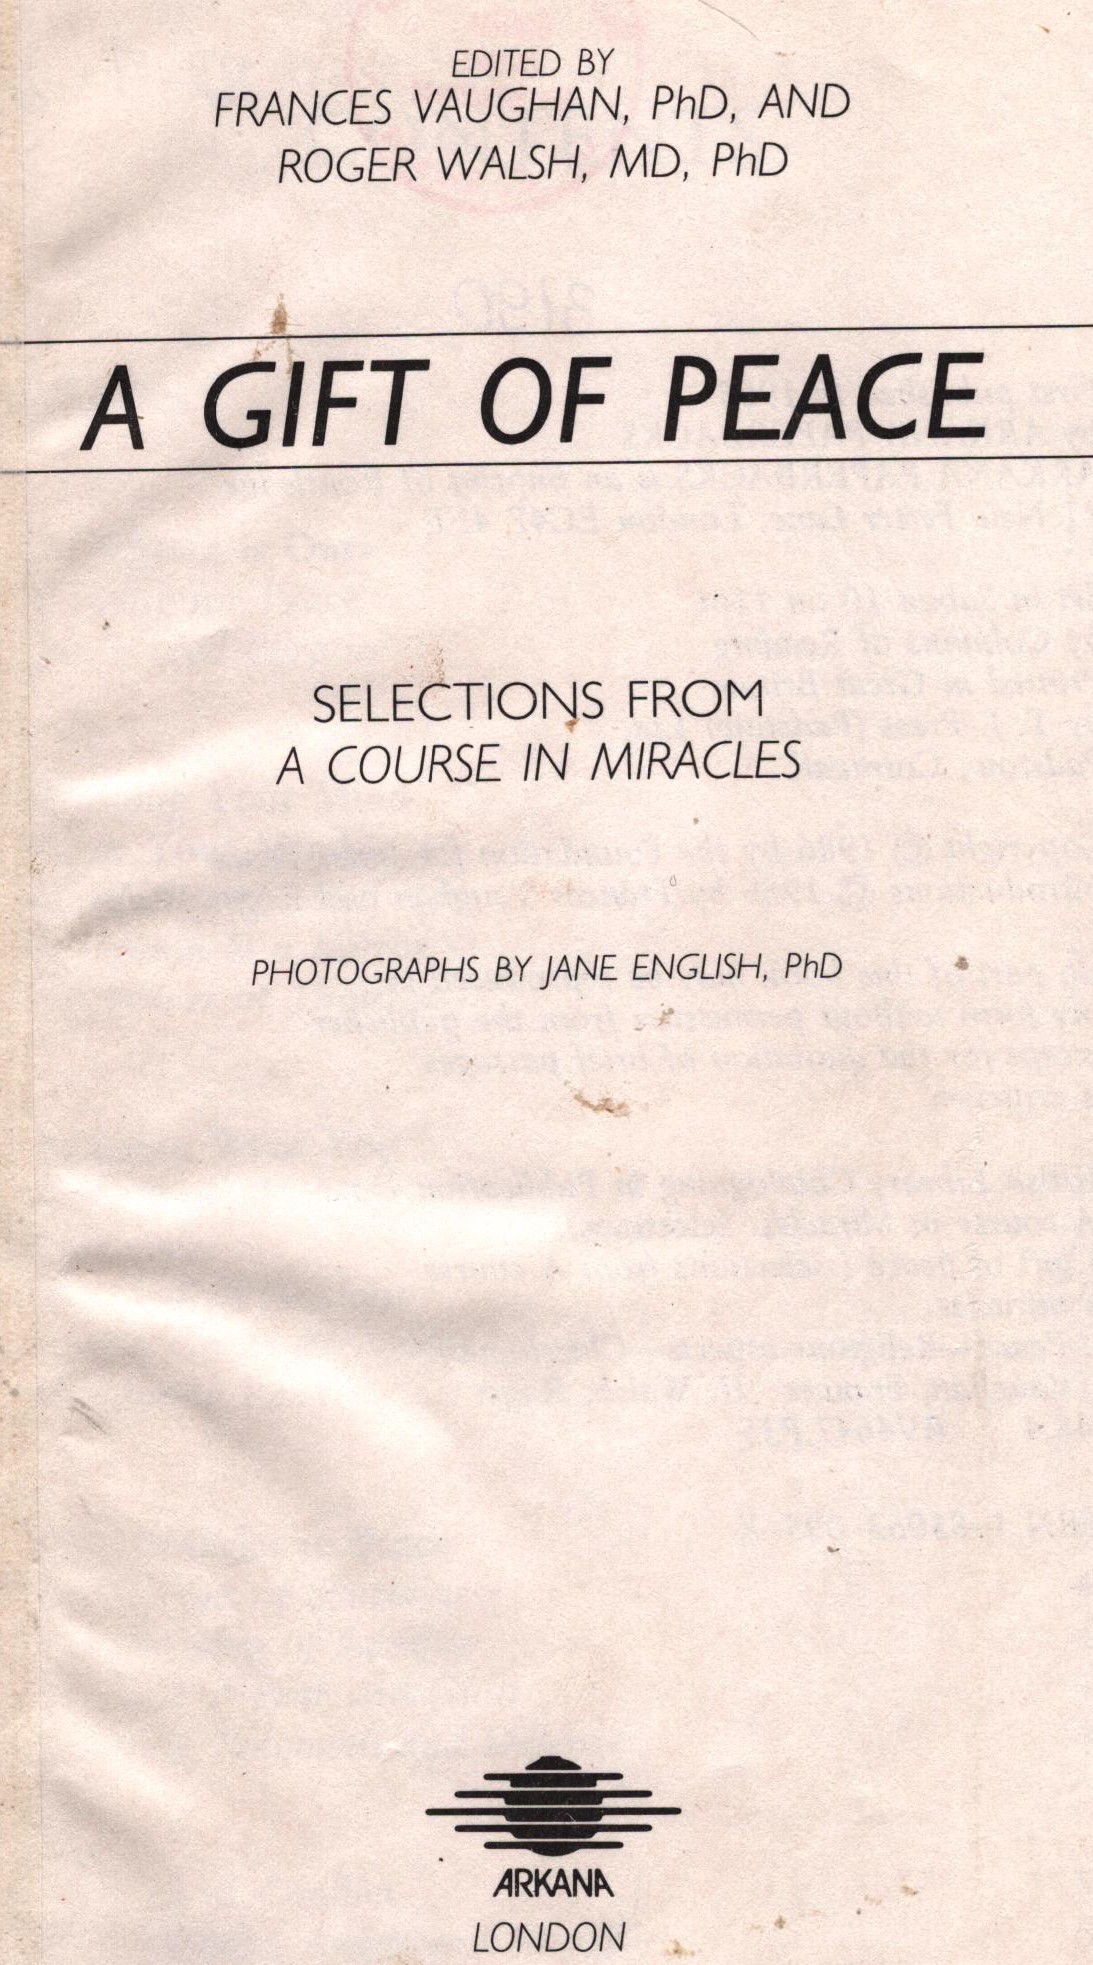 EDITED BY
FRANCES VAUGHAN, PhD, AND
ROGER WALSH, MD, PhD
A GIFT OF PEACE
SELECTIONS FROM
A COURSE IN MIRACLES
PHOTOGRAPHS BY JANE ENGLISH, PhD
ARKANA
LONDON